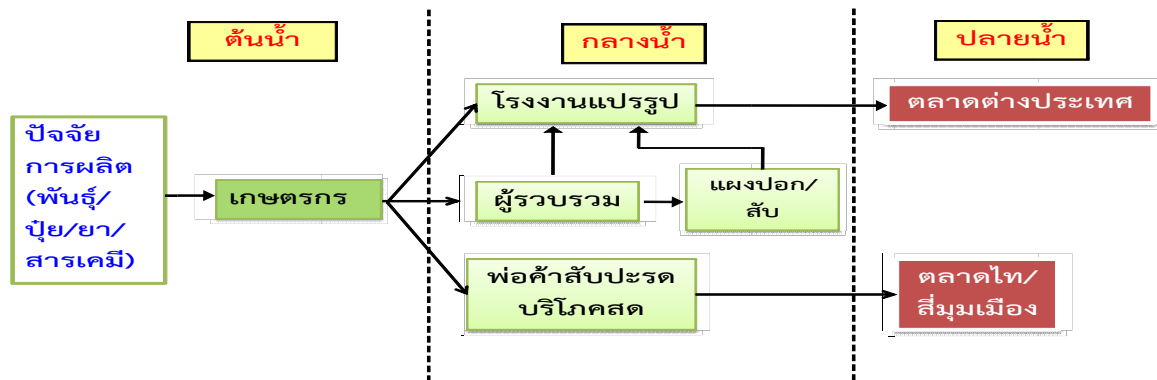 ต้นน้ำ
กลางน้ำ
ปลายน้ำ
ปัจจัย
การผลิต
(พันธุ์/
ปุ๋ย/ยา/
สารเคมี)
เกษตรกร
โรงงานแปรรูป
ผู้รวบรวม
แผงปอก/
สับ
พ่อค้าสับปะรด
บริโภคสด
ตลาดต่างประเทศ
ตลาดไท/
สี่มุมเมือง